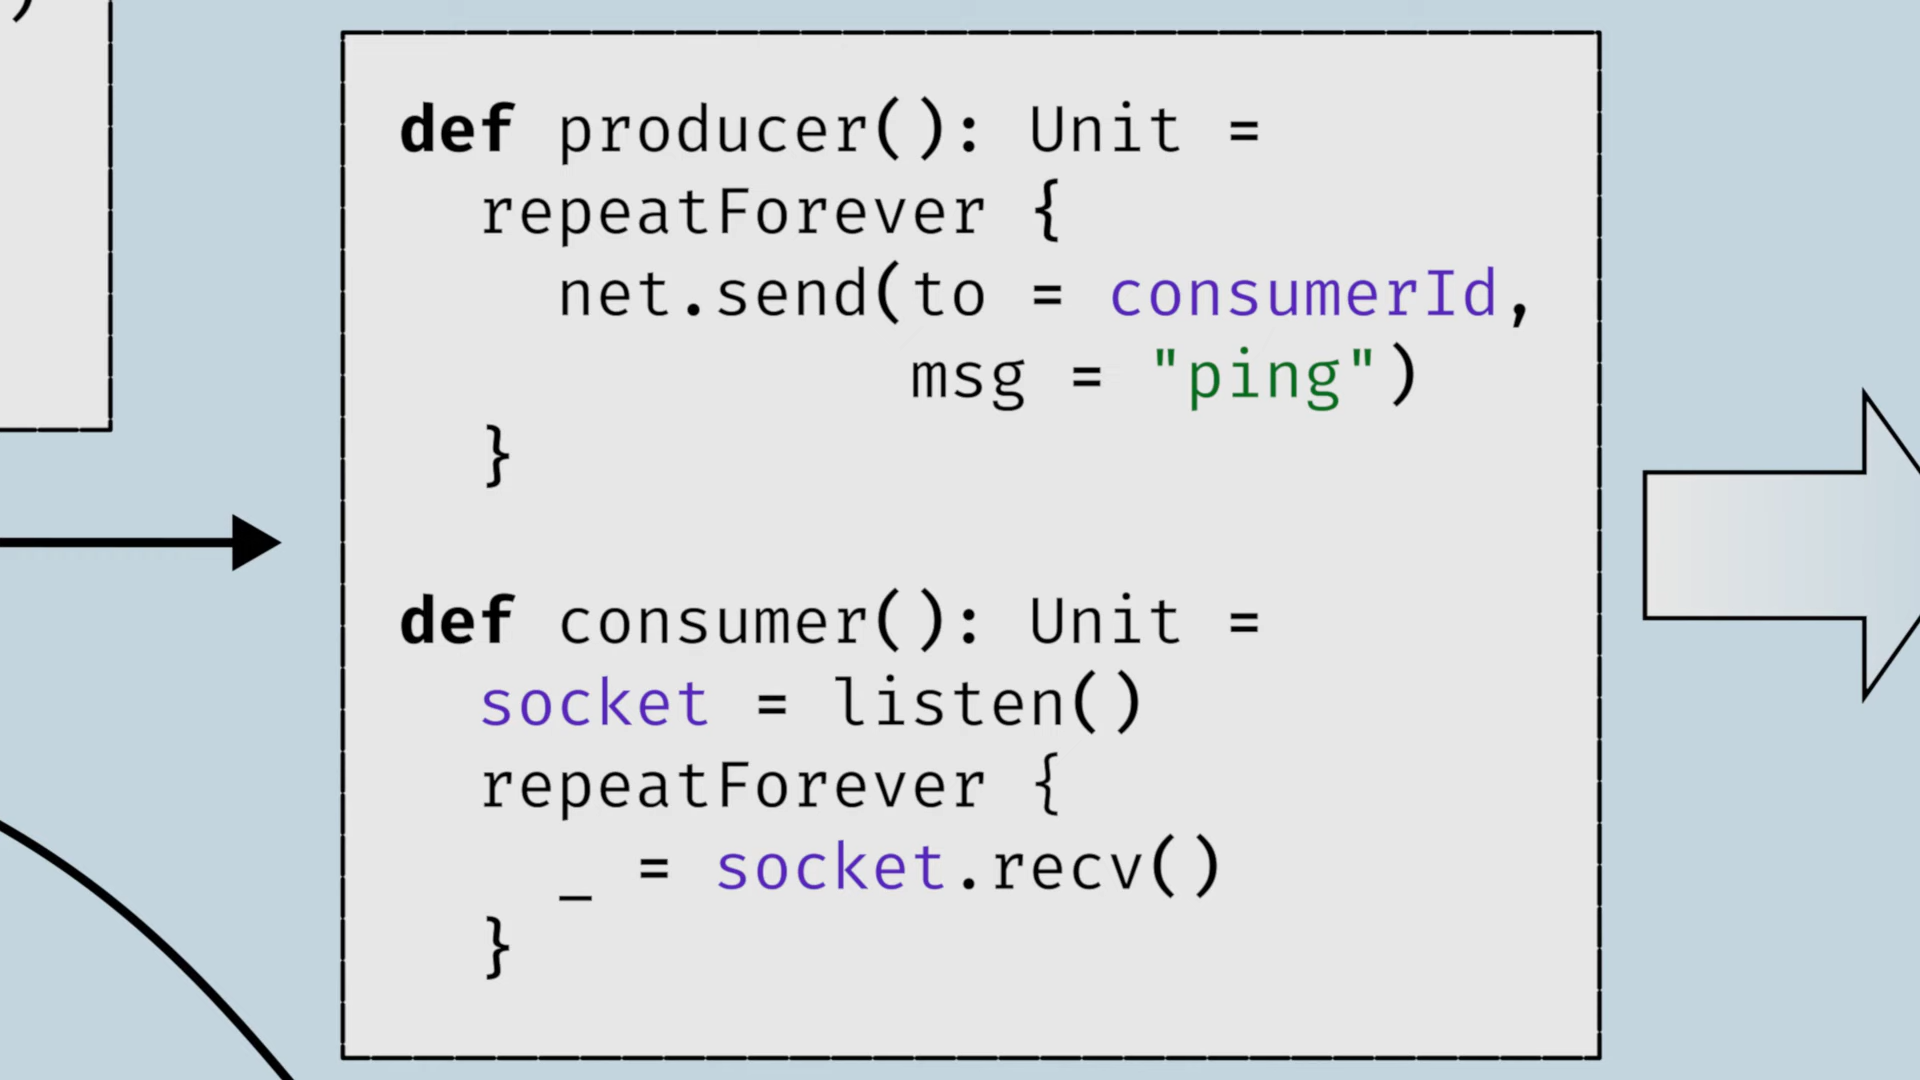 )
def producer(): Unit =
  repeatForever {
    net.send(to = consumerId,
             msg = "ping")
  }

def consumer(): Unit =
  socket = listen()
  repeatForever {
    _ = socket.recv()
  }